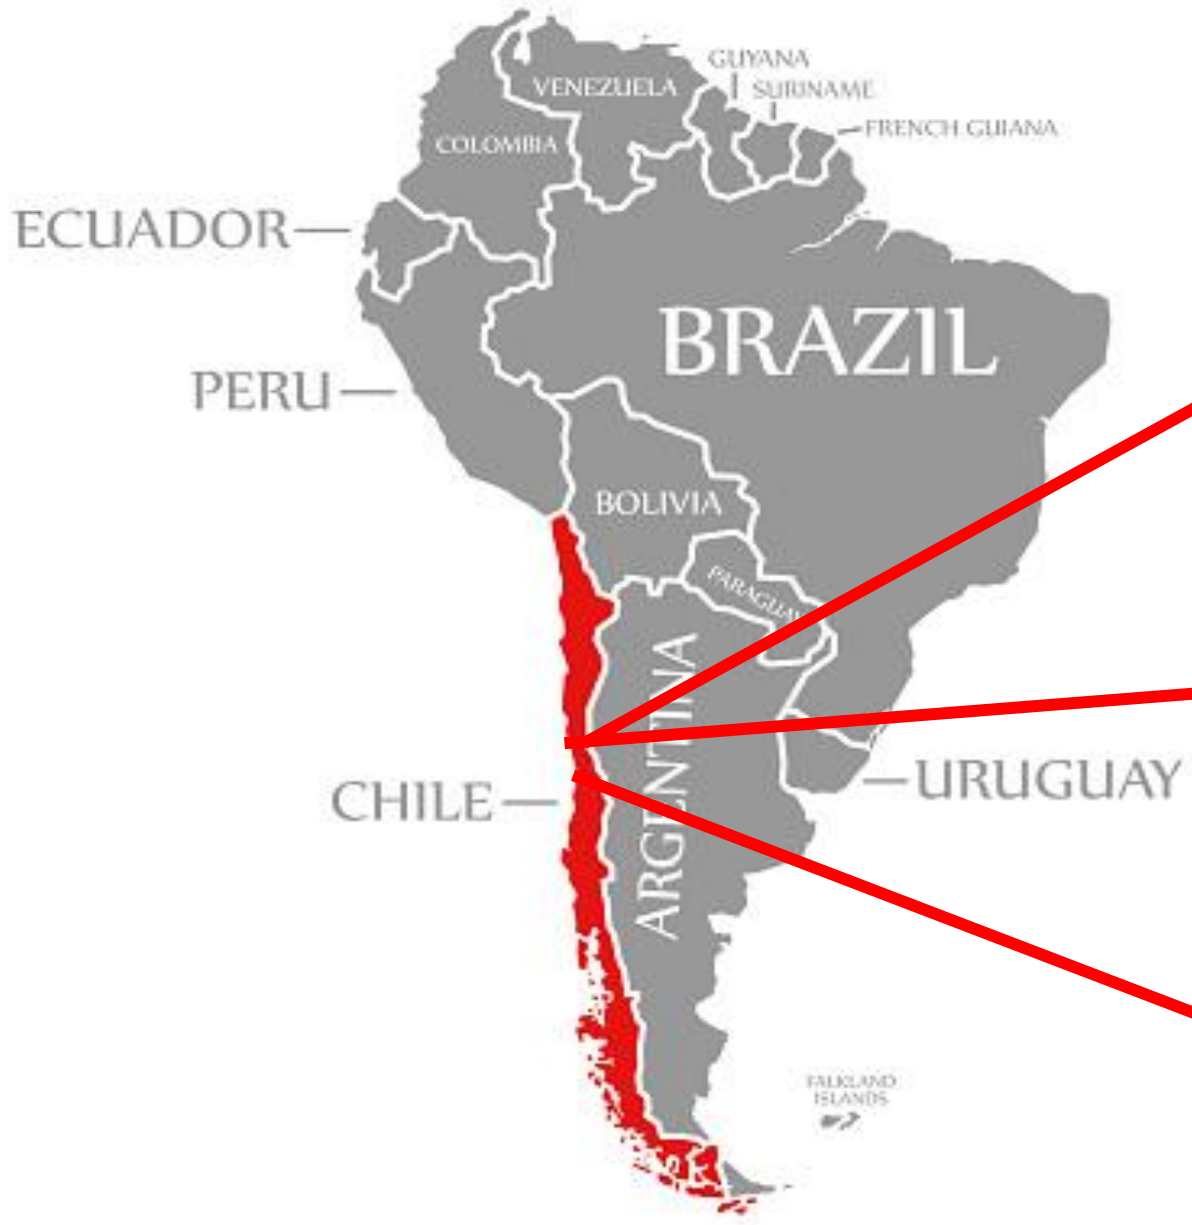 GUYANA
VENEZUELA
SURINAME
COLOMBIA
FRENCH GUIANA
ECUADOR
BRAZIL
PERU
BOLIVIA
PARAGUAY
ARGENTINA
URUGUAY
CHILE
FALKLAND
ISLANDS